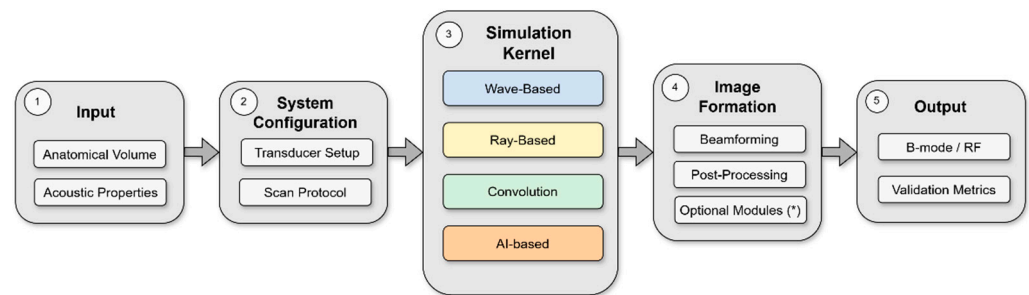 1
Input
Anatomical Volume
Acoustic Properties
2
System
Configuration
Transducer Setup
Scan Protocol
3
Simulation
Kernel
Wave-Based
Ray-Based
Convolution
AI-based
4
Image
Formation
Beamforming
Post-Processing
Optional Modules (*)
5
Output
B-mode / RF
Validation Metrics